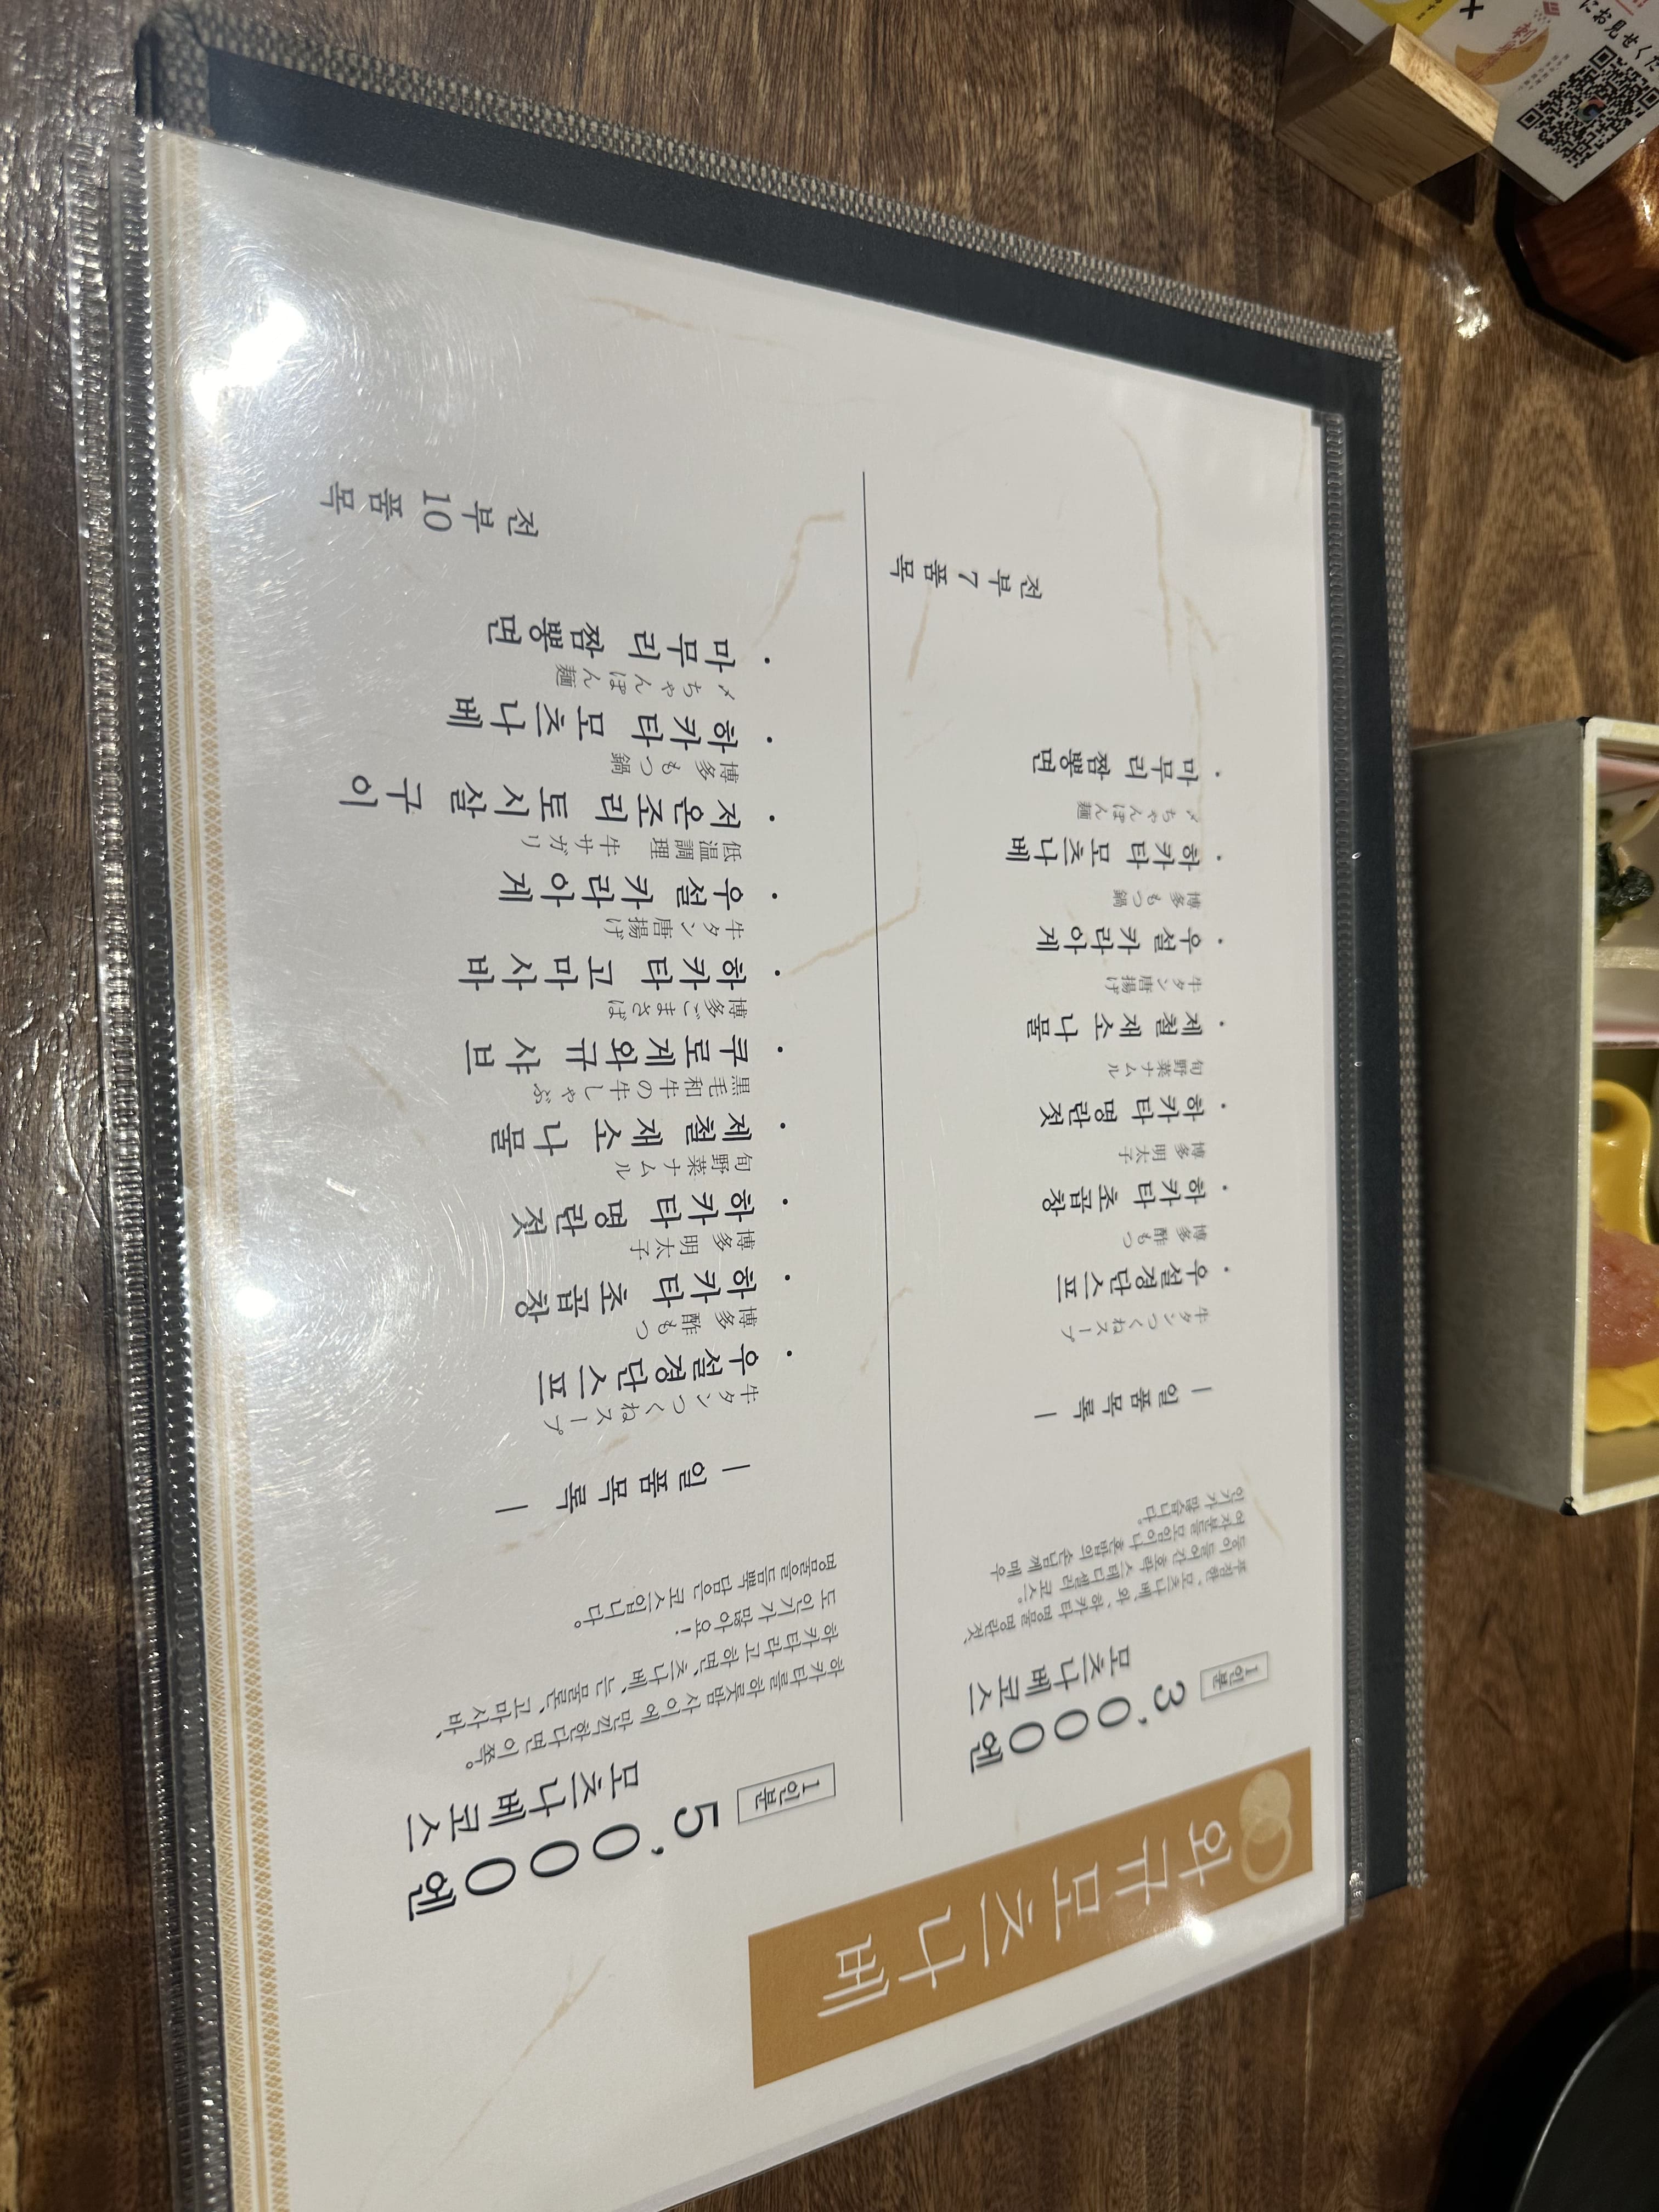 와규모츠나베
1인분
3,000엔
모츠나베코스
푸짐한、모츠나베、와、하카타 명물 명란젓、
등이 들어간 호락 스테디셀러 코스。
여자분들 모임이나 혼밥의 손님께 매우
인기가 많습니다。
― 일품목록 ―
牛タンつくねスープ
・우설경단스프
博多 酢もつ
・하카타 초곱창
博多 明太子
・하카타 명란젓
旬野菜ナムル
・제철 재소 나물
牛タン唐揚げ
・우설 카라아게
博多 もつ鍋
・하카타 모츠나베
〆ちゃんぽん麺
・마무리 짬뽕면
전부7품목
1인분
5,000엔
모츠나베코스
하카타를 하룻밤 사이에 만끽한다면 이쪽。
하카타라고 하면、츠나베、는 물론、고마사바、
도 인기가 많아요!
명물을 듬뿍 담은 코스입니다。
― 일품목록 ―
牛タンつくねスープ
・우설경단스프
博多 酢もつ
・하카타 초곱창
博多 明太子
・하카타 명란젓
旬野菜ナムル
・제철 재소 나물
黒毛和牛の牛しゃぶ
・쿠로게와규 샤브
博多ごまさば
・하카타 고마사바
牛タン唐揚げ
・우설 카라아게
低温調理 牛サガリ
・저온조리 토시살 구이
博多 もつ鍋
・하카타 모츠나베
〆ちゃんぽん麺
・마무리 짬뽕면
전부10품목
にお見せくだ